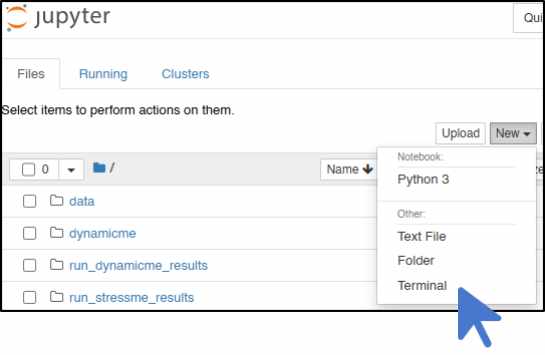 jupyter
Files Running Clusters
Select items to perform actions on them.
Upload New
0 / Name
Notebook:
Python 3
Other:
Text File
Folder
Terminal
data
dynamicme
run_dynamicme_results
run_stressme_results